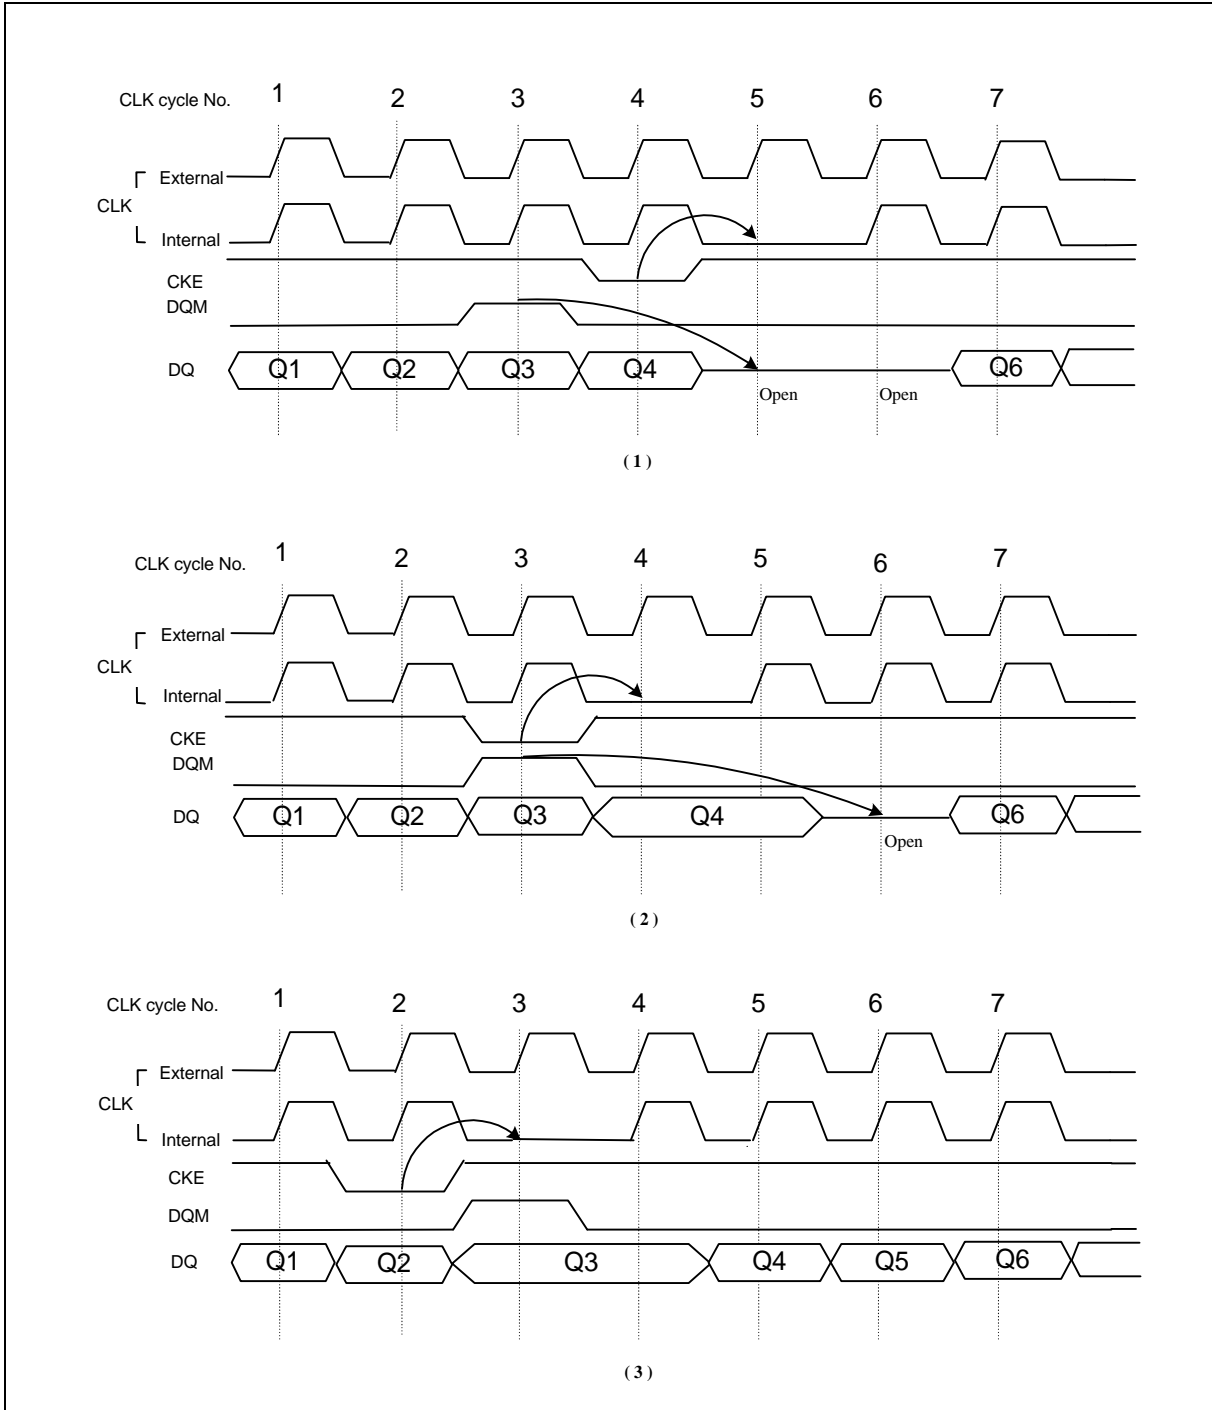 CLK cycle No. 1 2 3 4 5 6 7
External
CLK
Internal
CKE
DQM
DQ Q1 Q2 Q3 Q4 Q6
Open Open
( 1 )
CLK cycle No. 1 2 3 4 5 6 7
External
CLK
Internal
CKE
DQM
DQ Q1 Q2 Q3 Q4 Q6
Open
( 2 )
CLK cycle No. 1 2 3 4 5 6 7
External
CLK
Internal
CKE
DQM
DQ Q1 Q2 Q3 Q4 Q5 Q6
( 3 )